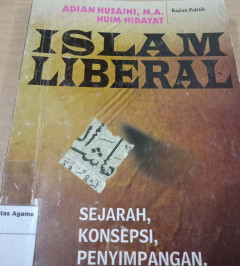 ADIAN HUSAINI, M.A.
NUIM HIDAYAT
Kajian Politik
ISLAM
LIBERAL
tas Agama
SEJARAH,
KONSEPSI,
PENYIMPANGAN,